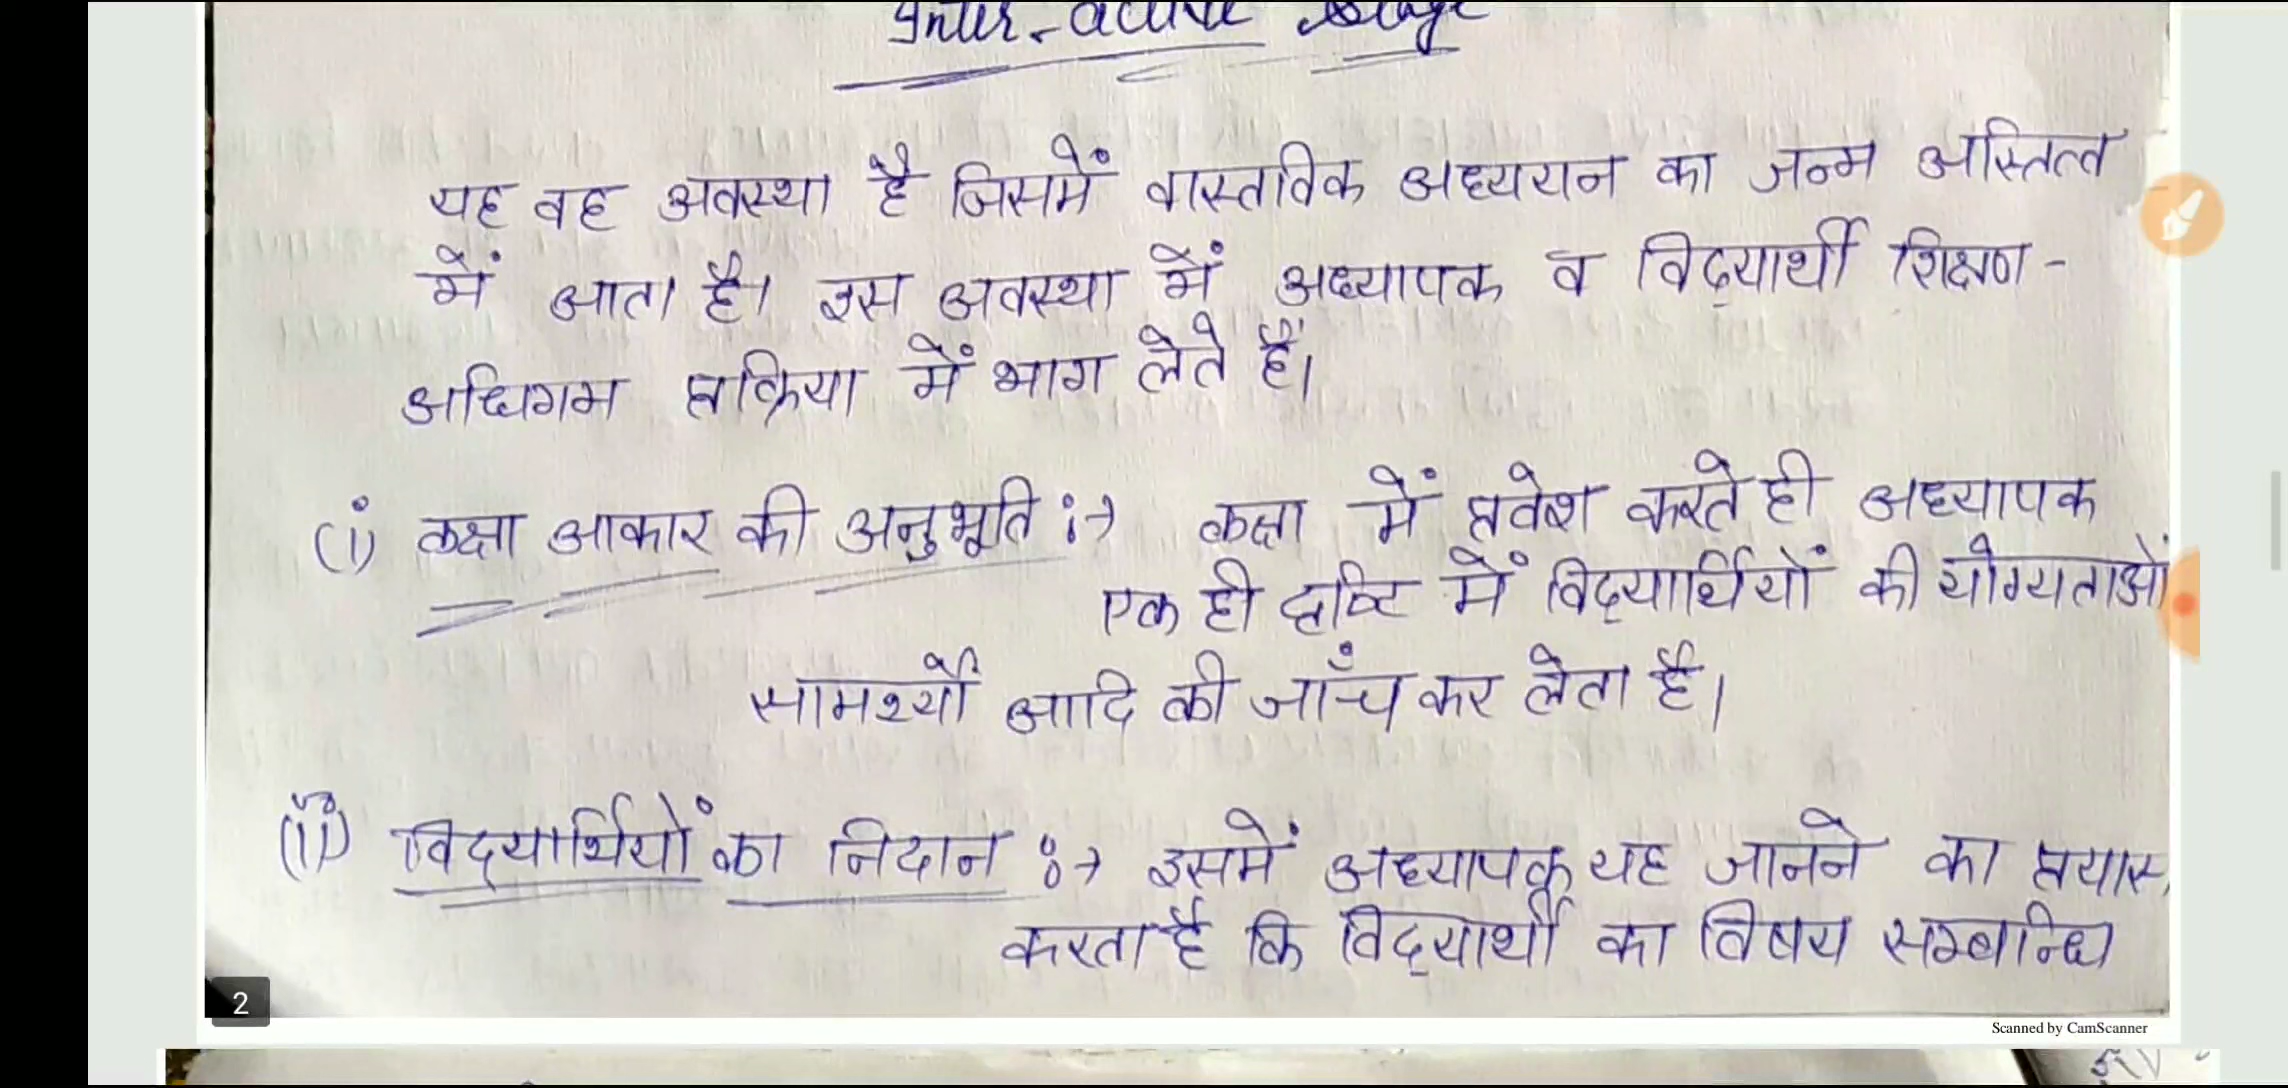 Inter-active Stage
यह वह अवस्था है जिसमें वास्तविक अध्ययन का जन्म अस्तित्व
में आता है। इस अवस्था में अध्यापक व विद्यार्थी शिक्षण-
अधिगम प्रक्रिया में भाग लेते हैं।
(i) कक्षा आकार की अनुभूति :→ कक्षा में प्रवेश करते ही अध्यापक
एक ही दृष्टि में विद्यार्थियों की योग्यताओं
सामर्थ्यों आदि की जाँच कर लेता है।
(ii) विद्यार्थियों का निदान :→ इसमें अध्यापक यह जानने का प्रयास
करता है कि विद्यार्थी का विषय सम्बन्धि
2
Scanned by CamScanner